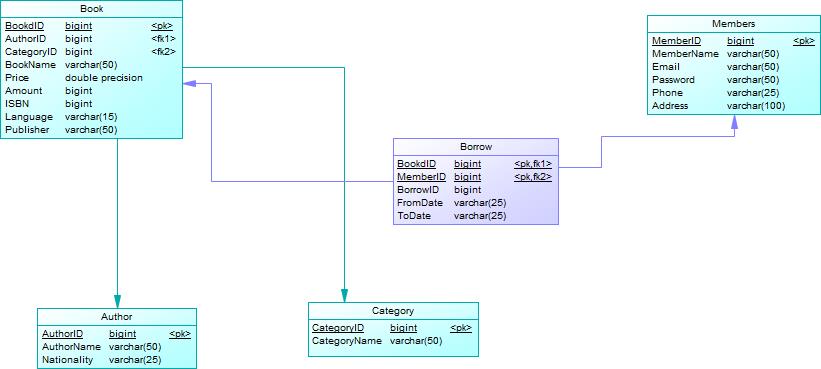 Book
BookdID bigint <pk>
AuthorID bigint <fk1>
CategoryID bigint <fk2>
BookName varchar(50)
Price double precision
Amount bigint
ISBN bigint
Language varchar(15)
Publisher varchar(50)
Members
MemberID bigint <pk>
MemberName varchar(50)
Email varchar(50)
Password varchar(50)
Phone varchar(25)
Address varchar(100)
Borrow
BookdID bigint <pk,fk1>
MemberID bigint <pk,fk2>
BorrowID bigint
FromDate varchar(25)
ToDate varchar(25)
Author
AuthorID bigint <pk>
AuthorName varchar(50)
Nationality varchar(25)
Category
CategoryID bigint <pk>
CategoryName varchar(50)